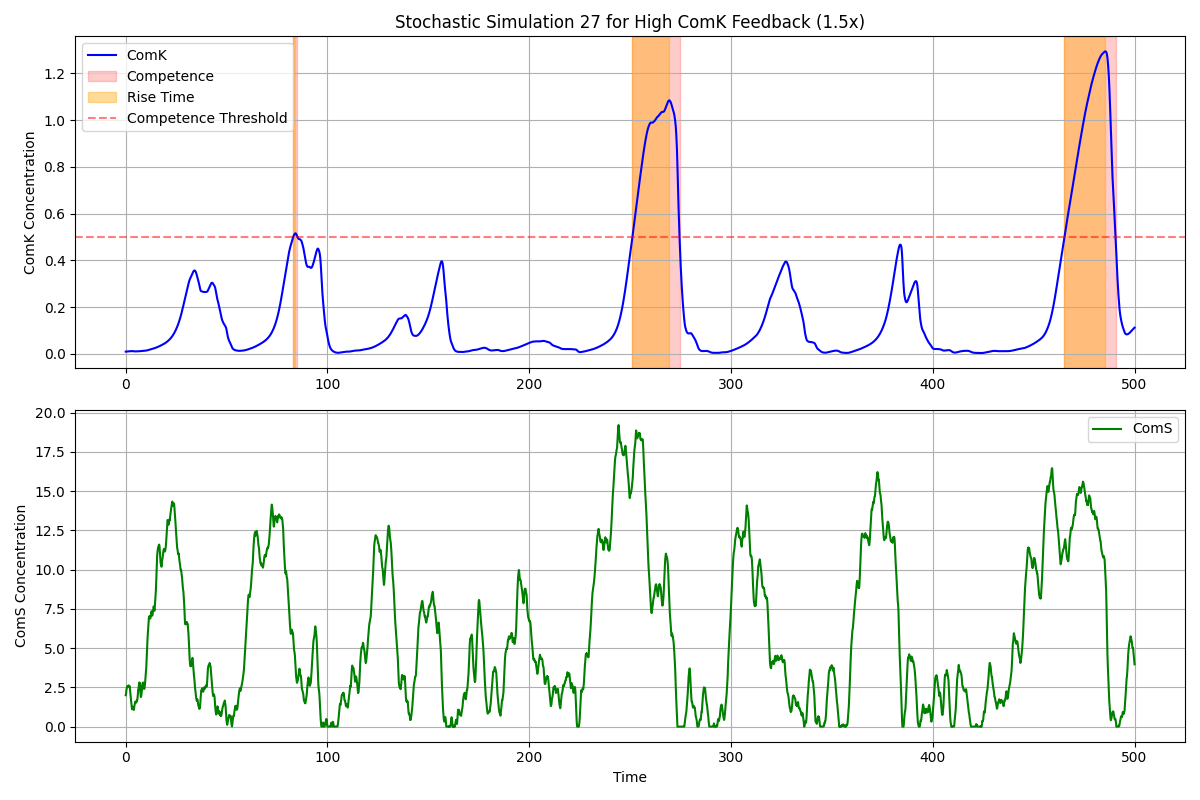 Stochastic Simulation 27 for High ComK Feedback (1.5x)
ComK
Competence
Rise Time
Competence Threshold
ComK Concentration
1.2
1.0
0.8
0.6
0.4
0.2
0.0
0 100 200 300 400 500
ComS
ComS Concentration
20.0
17.5
15.0
12.5
10.0
7.5
5.0
2.5
0.0
0 100 200 300 400 500
Time